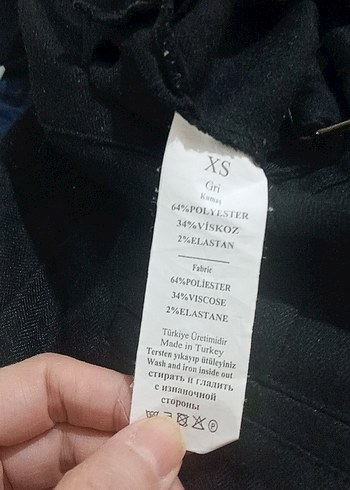 XS
Gri
Kumaş
64%POLYESTER
34%VİSKOZ
2%ELASTAN
Fabric
64%POLİESTER
34%VISCOSE
2%ELASTANE
Türkiye Üretimidir
Made in Turkey
Tersten yıkayıp ütüleyiniz
Wash and iron inside out
стирать и гладить
с изнаночной
стороны
P